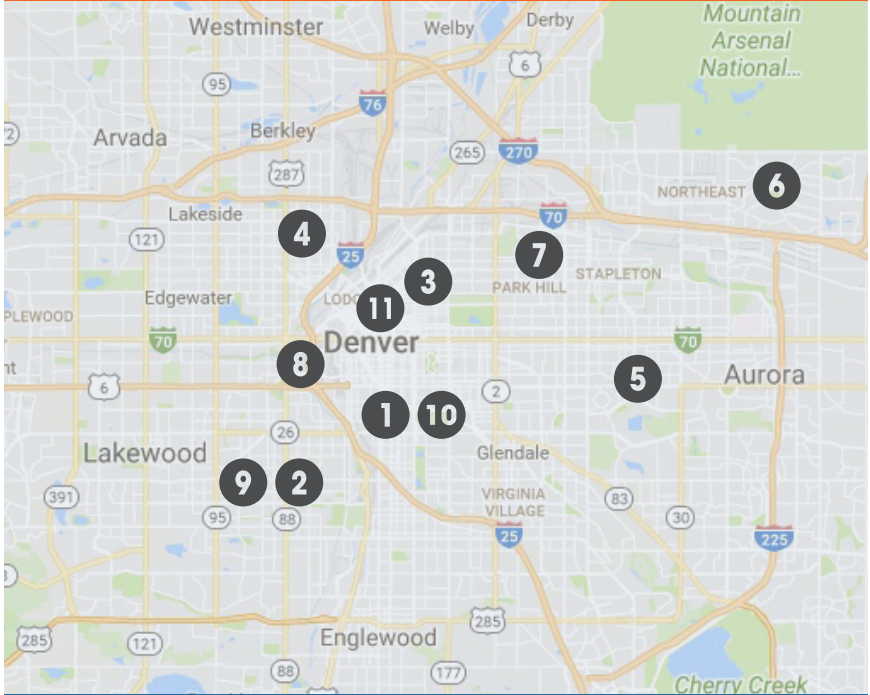 Westminster
Welby
Derby
Mountain
Arsenal
National...
95
6
76
Arvada
Berkley
265
270
287
NORTHEAST
6
Lakeside
70
121
4
25
7
3
STAPLETON
PARK HILL
Edgewater
LODO
11
PLEWOOD
70
Denver
70
8
5
Aurora
6
2
1
10
26
Lakewood
Glendale
9
2
391
VIRGINIA
VILLAGE
83
95
88
30
25
225
285
Englewood
285
121
88
177
Cherry Creek